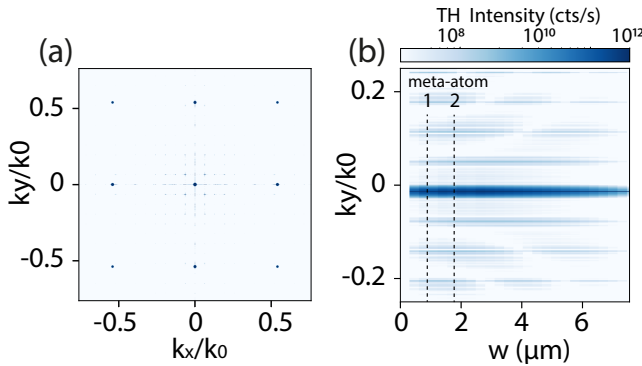 TH Intensity (cts/s)
(a)
10⁸ 10¹⁰ 10¹²
(b)
ky/k0
0.5
0
-0.5
-0.5 0 0.5
kx/k0
ky/k0
0.2
0
-0.2
meta-atom
1 2
0 2 4 6
w (μm)